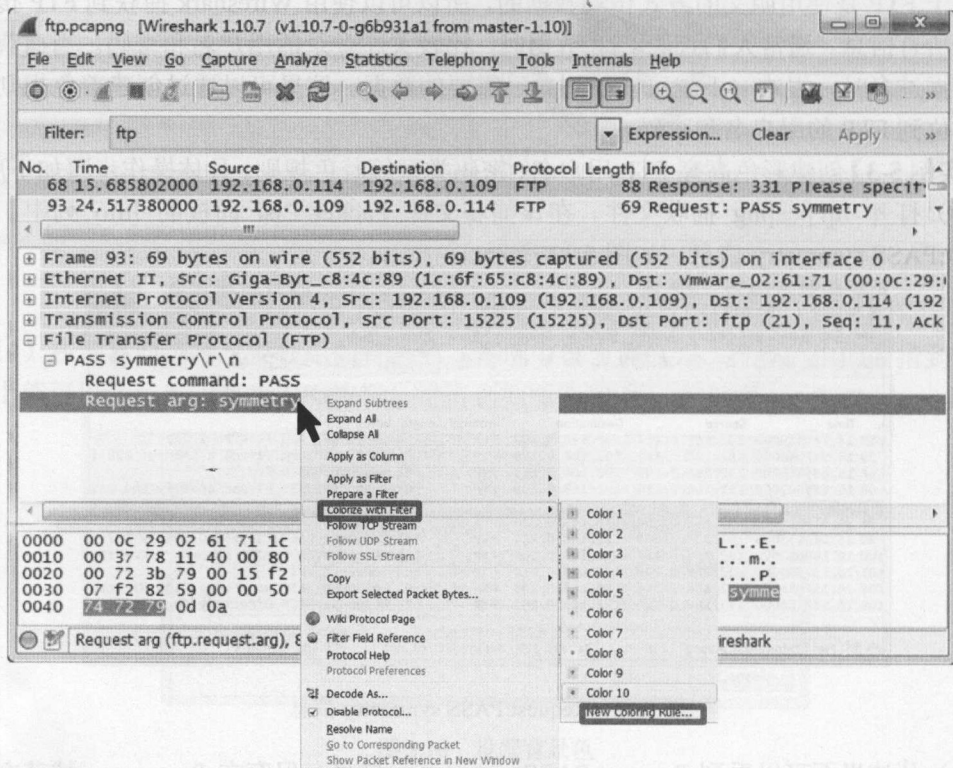 ftp.pcapng [Wireshark 1.10.7 (v1.10.7-0-g6b931a1 from master-1.10)]
File Edit View Go Capture Analyze Statistics Telephony Tools Internals Help
Filter: ftp Expression... Clear Apply
No. Time Source Destination Protocol Length Info
68 15.685802000 192.168.0.114 192.168.0.109 FTP 88 Response: 331 Please specify
93 24.517380000 192.168.0.109 192.168.0.114 FTP 69 Request: PASS symmetry
Frame 93: 69 bytes on wire (552 bits), 69 bytes captured (552 bits) on interface 0
Ethernet II, Src: Giga-Byt_c8:4c:89 (1c:6f:65:c8:4c:89), Dst: Vmware_02:61:71 (00:0c:29:
Internet Protocol Version 4, Src: 192.168.0.109 (192.168.0.109), Dst: 192.168.0.114 (192
Transmission Control Protocol, Src Port: 15225 (15225), Dst Port: ftp (21), Seq: 11, Ack
File Transfer Protocol (FTP)
PASS symmetry\r\n
Request command: PASS
Request arg: symmetry
Expand Subtrees
Expand All
Collapse All
Apply as Column
Apply as Filter
Prepare a Filter
Colorize with Filter
Follow TCP Stream
Follow UDP Stream
Follow SSL Stream
Copy
Export Selected Packet Bytes...
Wiki Protocol Page
Filter Field Reference
Protocol Help
Protocol Preferences
Decode As...
Disable Protocol...
Resolve Name
Go to Corresponding Packet
Show Packet Reference in New Window
Color 1
Color 2
Color 3
Color 4
Color 5
Color 6
Color 7
Color 8
Color 9
Color 10
New Coloring Rule...
0000 00 0c 29 02 61 71 1c L...E.
0010 00 37 78 11 40 00 80 ..m..
0020 00 72 3b 79 00 15 f2 ....P.
0030 07 f2 82 59 00 00 50 symme
0040 74 72 79 0d 0a
Request arg (ftp.request.arg), ireshark